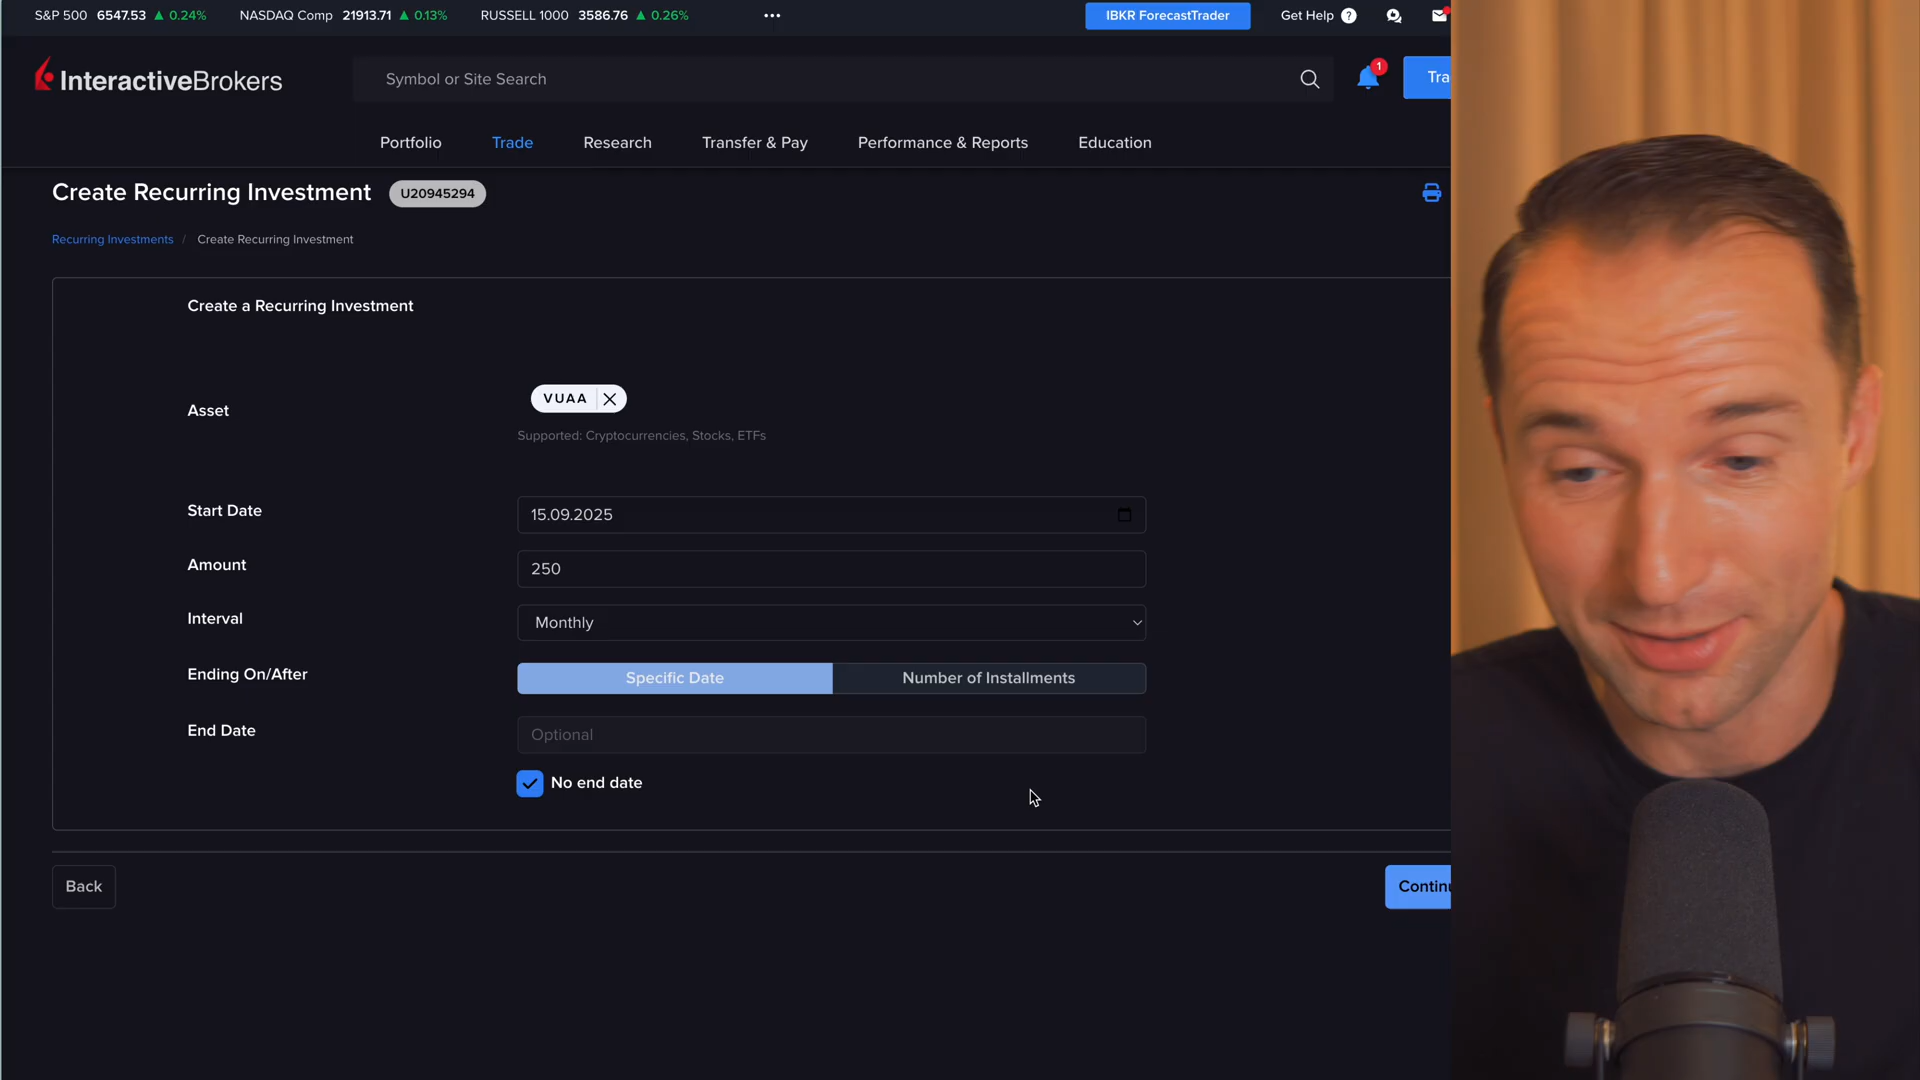 S&P 500 6547.53 ▲ 0.24% NASDAQ Comp 21913.71 ▲ 0.13% RUSSELL 1000 3586.76 ▲ 0.26% ••• IBKR ForecastTrader Get Help ?
InteractiveBrokers Symbol or Site Search 1 Tra
Portfolio Trade Research Transfer & Pay Performance & Reports Education
Create Recurring Investment U20945294
Recurring Investments / Create Recurring Investment
Create a Recurring Investment
Asset VUAA
Supported: Cryptocurrencies, Stocks, ETFs
Start Date 15.09.2025
Amount 250
Interval Monthly
Ending On/After Specific Date Number of Installments
End Date Optional
No end date
Back Continu